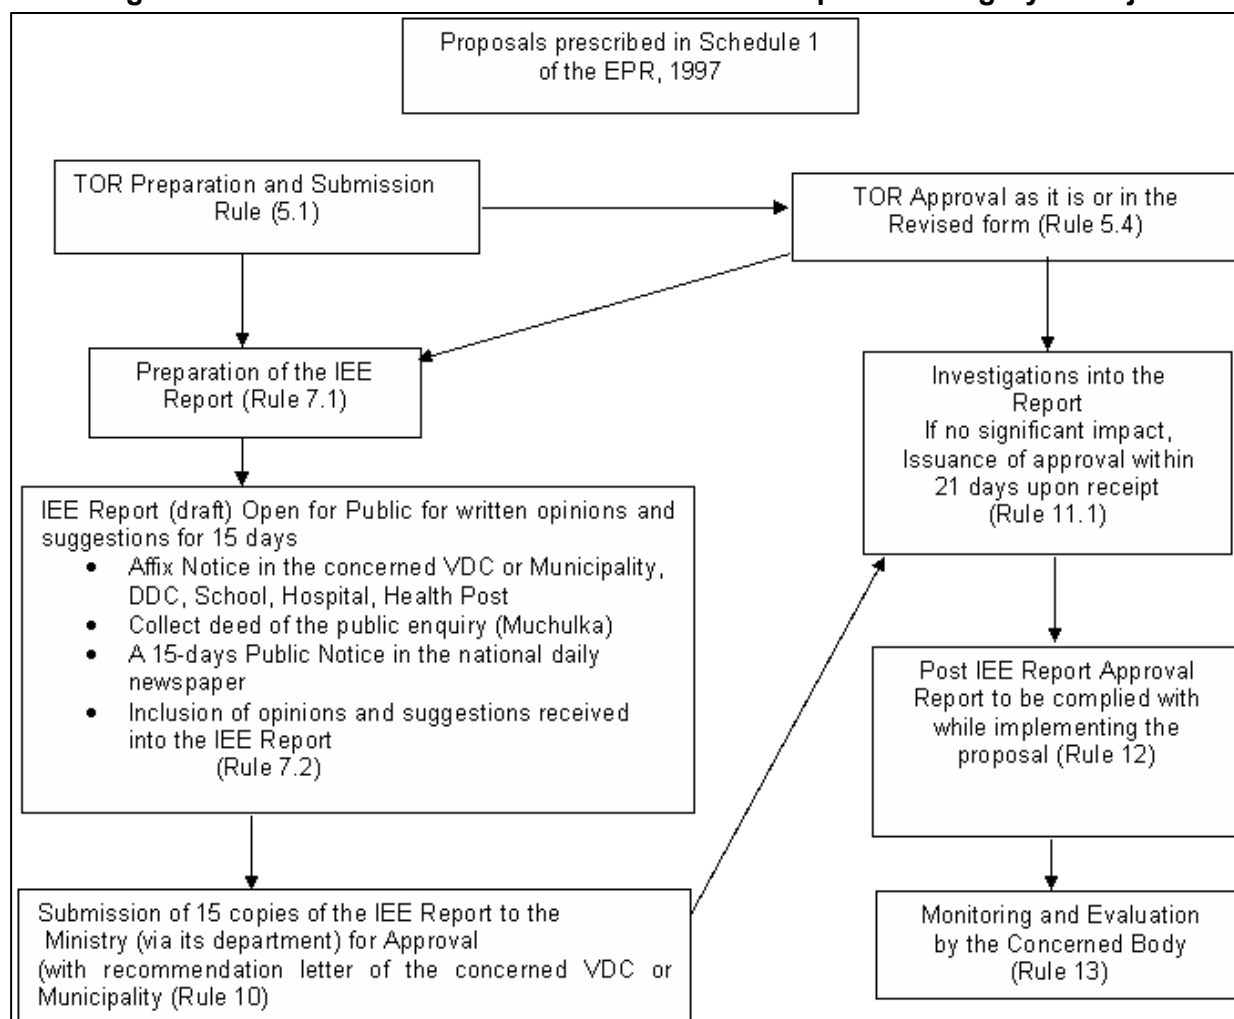 Proposals prescribed in Schedule 1
of the EPR, 1997
TOR Preparation and Submission
Rule (5.1)
TOR Approval as it is or in the
Revised form (Rule 5.4)
Preparation of the IEE
Report (Rule 7.1)
Investigations into the
Report
If no significant impact,
Issuance of approval within
21 days upon receipt
(Rule 11.1)
IEE Report (draft) Open for Public for written opinions and
suggestions for 15 days
• Affix Notice in the concerned VDC or Municipality,
DDC, School, Hospital, Health Post
• Collect deed of the public enquiry (Muchulka)
• A 15-days Public Notice in the national daily
newspaper
• Inclusion of opinions and suggestions received
into the IEE Report
(Rule 7.2)
Post IEE Report Approval
Report to be complied with
while implementing the
proposal (Rule 12)
Submission of 15 copies of the IEE Report to the
Ministry (via its department) for Approval
(with recommendation letter of the concerned VDC or
Municipality (Rule 10)
Monitoring and Evaluation
by the Concerned Body
(Rule 13)